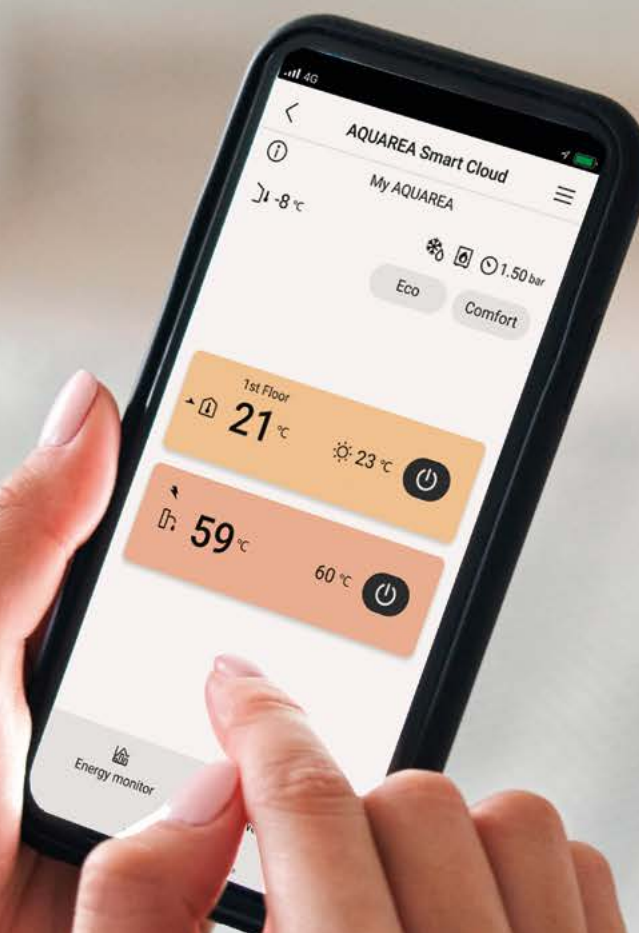 4G
AQUAREA Smart Cloud
My AQUAREA
-8 °C
1.50 bar
Eco Comfort
1st Floor
21 °C 23 °C
59 °C 60 °C
Energy monitor